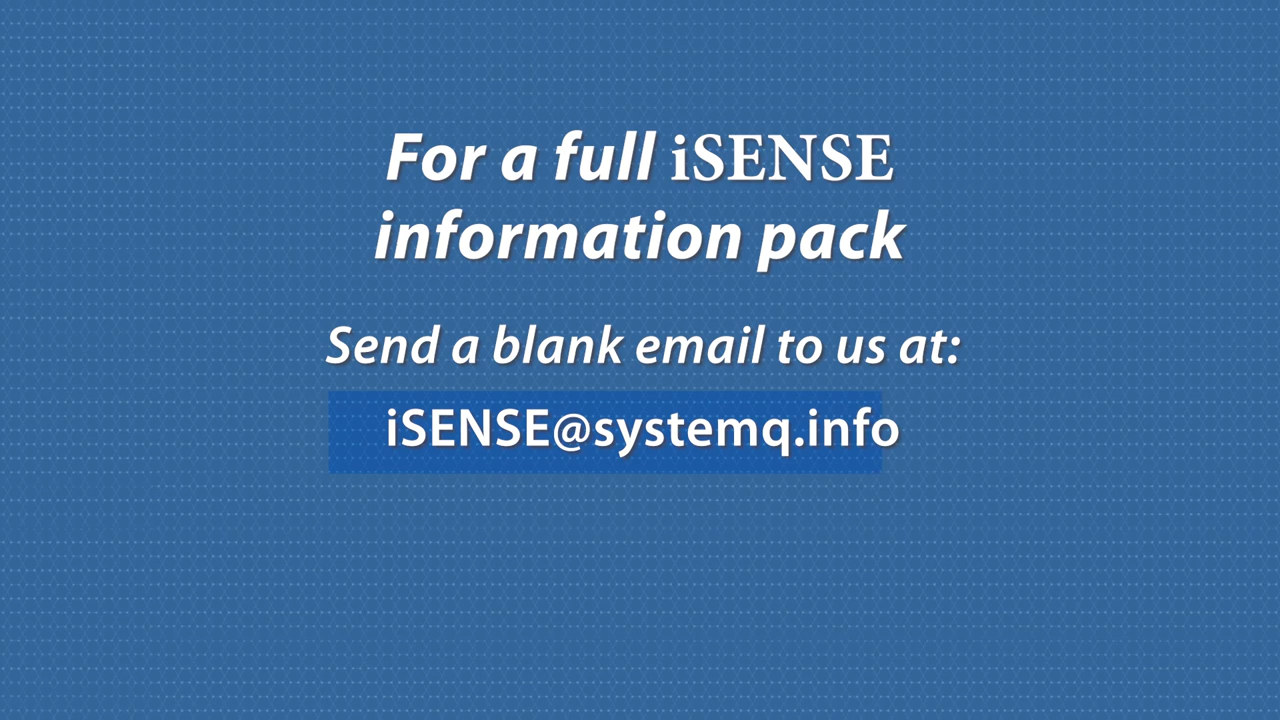 For a full iSENSE
information pack
Send a blank email to us at:
iSENSE@systemq.info